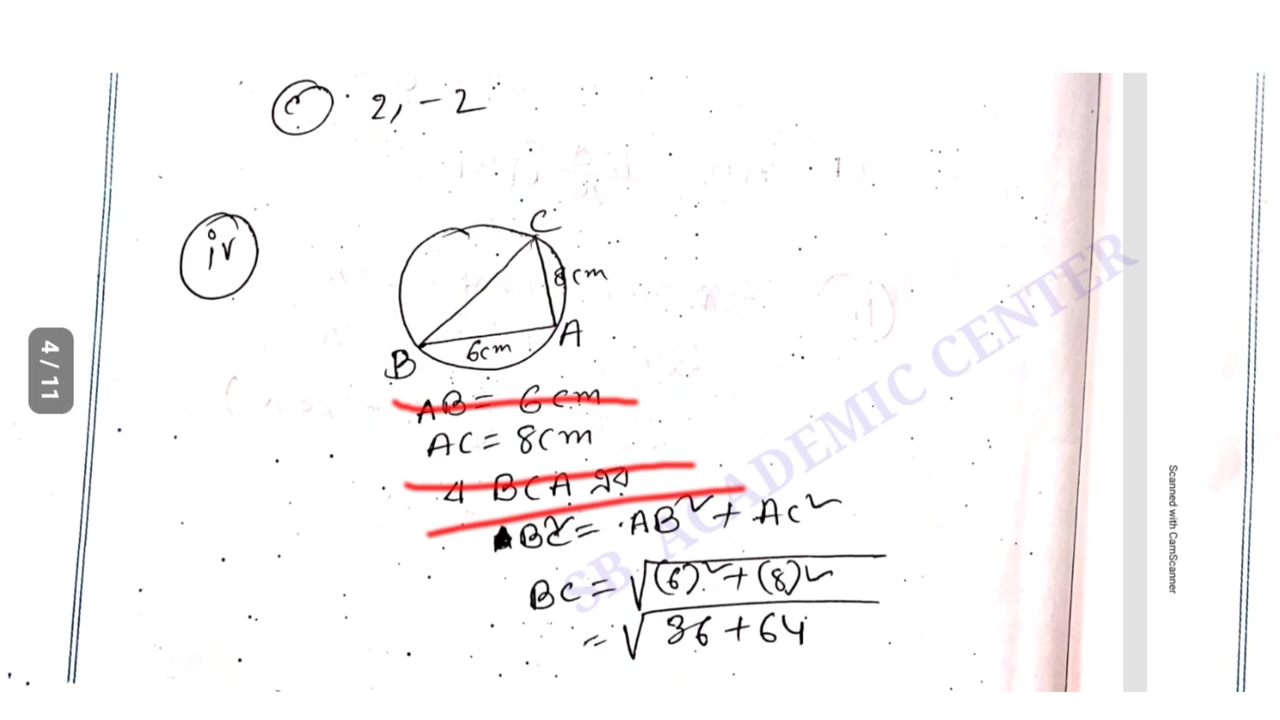 c 2, -2
iv
C
8cm
A
B
6cm
AB = 6cm
AC = 8cm
⊿ BCA এর
BC² = AB² + AC²
BC = √(6)² + (8)²
= √36 + 64
SB ACADEMIC CENTER
4 / 11
Scanned with CamScanner